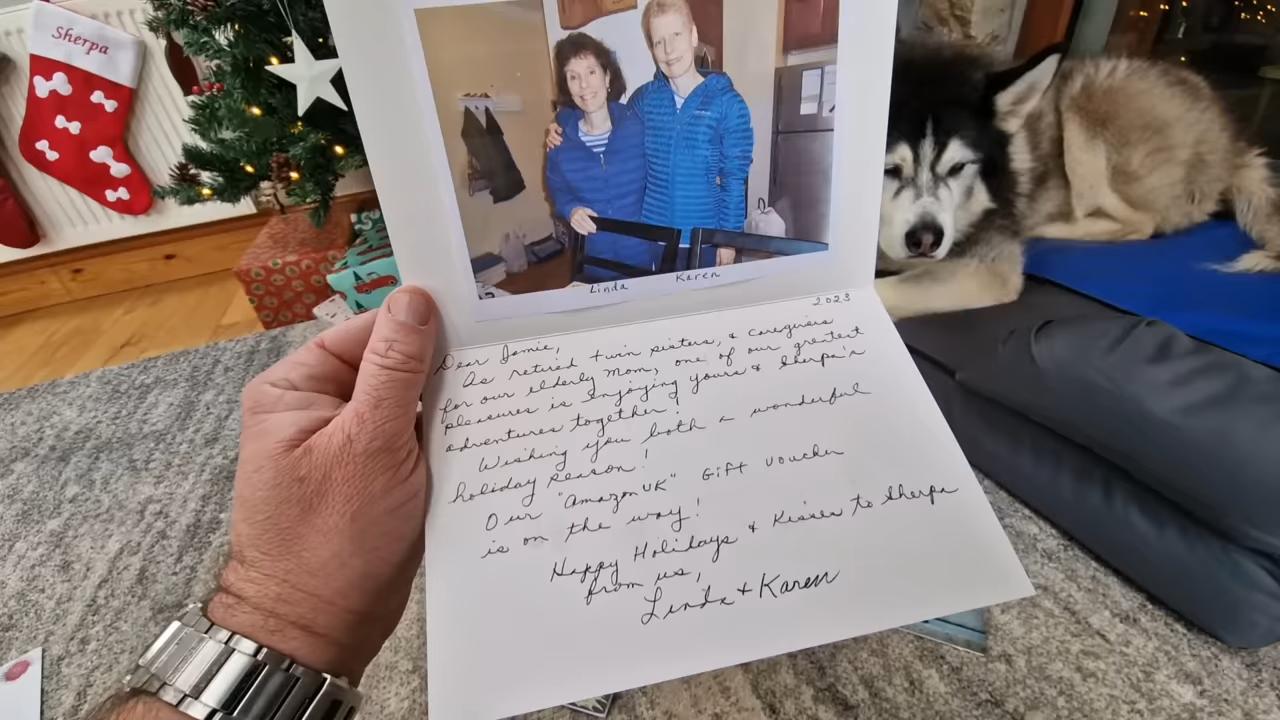 Sherpa
Linda Karen
2023
Dear Jamie,
As retired twin sisters, & caregivers
for our elderly mom, one of our greatest
pleasures is enjoying yours & Sherpa's
adventures together!
Wishing you both a wonderful
holiday season!
Our "Amazon UK" Gift Voucher
is on the way!
Happy Holidays & Kisses to Sherpa
from us,
Linda + Karen